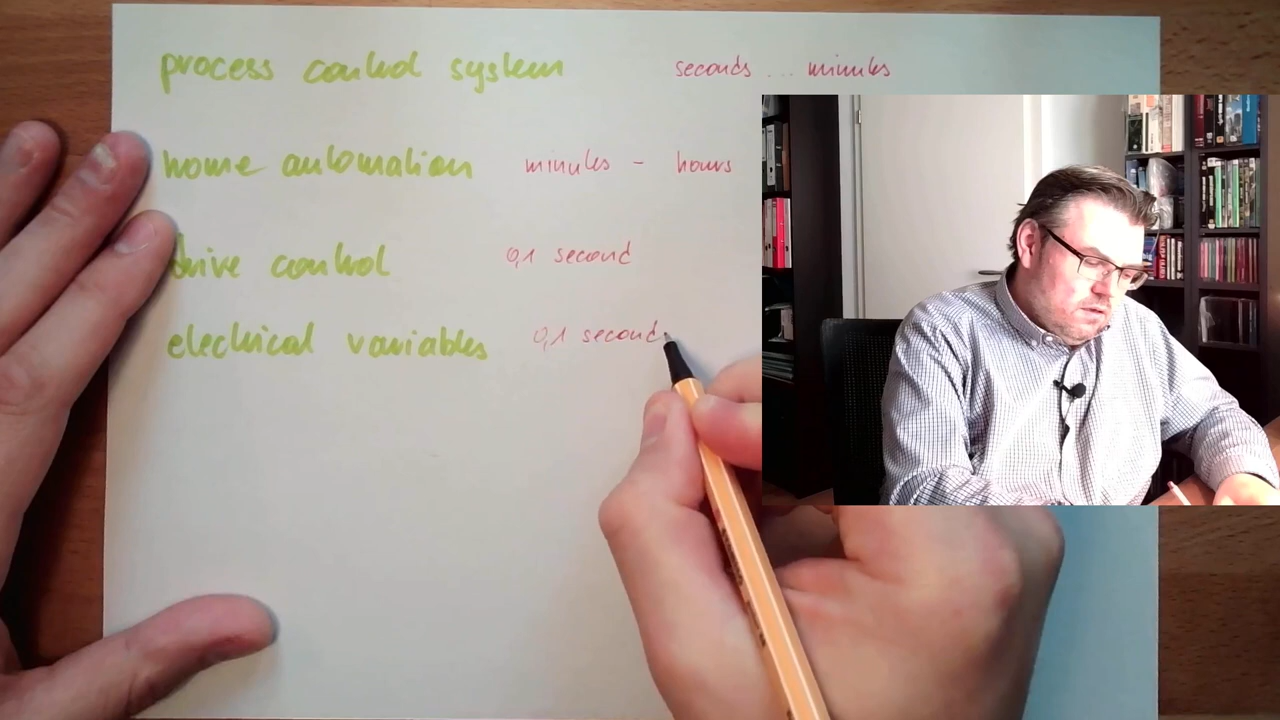 process control system seconds ... minutes
home automation minutes - hours
drive control 0,1 second
electrical variables 0,1 second